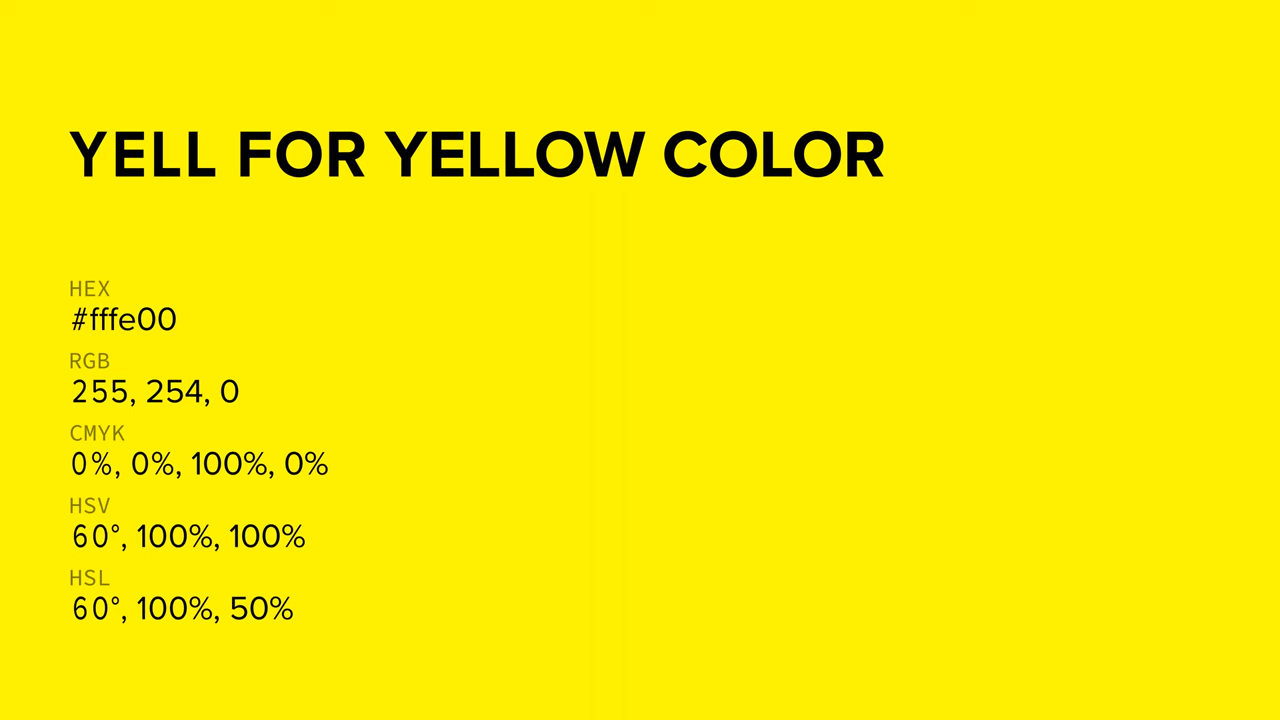 YELL FOR YELLOW COLOR
HEX
#fffe00
RGB
255, 254, 0
CMYK
0%, 0%, 100%, 0%
HSV
60°, 100%, 100%
HSL
60°, 100%, 50%